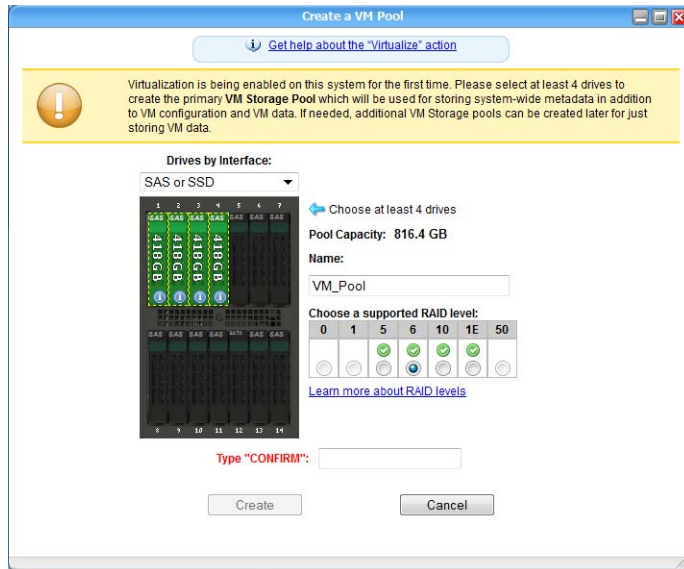 Create a VM Pool
Get help about the "Virtualize" action
Virtualization is being enabled on this system for the first time. Please select at least 4 drives to
create the primary VM Storage Pool which will be used for storing system-wide metadata in addition
to VM configuration and VM data. If needed, additional VM Storage pools can be created later for just
storing VM data.
Drives by Interface:
SAS or SSD
1 2 3 4 5 6 7
SAS SAS SAS SAS SAS SAS SAS
418GB 418GB 418GB 418GB
SAS SAS SAS SAS SATA SAS SAS
8 9 10 11 12 13 14
Choose at least 4 drives
Pool Capacity: 816.4 GB
Name:
VM_Pool
Choose a supported RAID level:
0 1 5 6 10 1E 50
Learn more about RAID levels
Type "CONFIRM":
Create Cancel